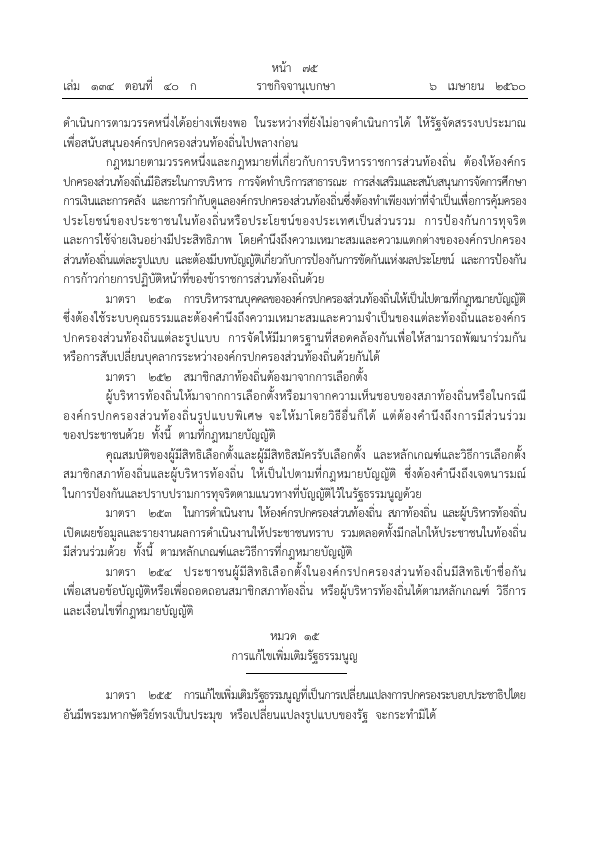 หน้า ๗๕
เล่ม ๑๓๔ ตอนที่ ๔๐ ก ราชกิจจานุเบกษา ๖ เมษายน ๒๕๖๐
ดำเนินการตามวรรคหนึ่งได้อย่างเพียงพอ ในระหว่างที่ยังไม่อาจดำเนินการได้ ให้รัฐจัดสรรงบประมาณ
เพื่อสนับสนุนองค์กรปกครองส่วนท้องถิ่นไปพลางก่อน
กฎหมายตามวรรคหนึ่งและกฎหมายที่เกี่ยวกับการบริหารราชการส่วนท้องถิ่น ต้องให้องค์กร
ปกครองส่วนท้องถิ่นมีอิสระในการบริหาร การจัดทำบริการสาธารณะ การส่งเสริมและสนับสนุนการจัดการศึกษา
การเงินและการคลัง และการกำกับดูแลองค์กรปกครองส่วนท้องถิ่นซึ่งต้องทำเพียงเท่าที่จำเป็นเพื่อการคุ้มครอง
ประโยชน์ของประชาชนในท้องถิ่นหรือประโยชน์ของประเทศเป็นส่วนรวม การป้องกันการทุจริต
และการใช้จ่ายเงินอย่างมีประสิทธิภาพ โดยคำนึงถึงความเหมาะสมและความแตกต่างขององค์กรปกครอง
ส่วนท้องถิ่นแต่ละรูปแบบ และต้องมีบทบัญญัติเกี่ยวกับการป้องกันการขัดกันแห่งผลประโยชน์ และการป้องกัน
การก้าวก่ายการปฏิบัติหน้าที่ของข้าราชการส่วนท้องถิ่นด้วย
มาตรา ๒๕๑ การบริหารงานบุคคลขององค์กรปกครองส่วนท้องถิ่นให้เป็นไปตามที่กฎหมายบัญญัติ
ซึ่งต้องใช้ระบบคุณธรรมและต้องคำนึงถึงความเหมาะสมและความจำเป็นของแต่ละท้องถิ่นและองค์กร
ปกครองส่วนท้องถิ่นแต่ละรูปแบบ การจัดให้มีมาตรฐานที่สอดคล้องกันเพื่อให้สามารถพัฒนาร่วมกัน
หรือการสับเปลี่ยนบุคลากรระหว่างองค์กรปกครองส่วนท้องถิ่นด้วยกันได้
มาตรา ๒๕๒ สมาชิกสภาท้องถิ่นต้องมาจากการเลือกตั้ง
ผู้บริหารท้องถิ่นให้มาจากการเลือกตั้งหรือมาจากความเห็นชอบของสภาท้องถิ่นหรือในกรณี
องค์กรปกครองส่วนท้องถิ่นรูปแบบพิเศษ จะให้มาโดยวิธีอื่นก็ได้ แต่ต้องคำนึงถึงการมีส่วนร่วม
ของประชาชนด้วย ทั้งนี้ ตามที่กฎหมายบัญญัติ
คุณสมบัติของผู้มีสิทธิเลือกตั้งและผู้มีสิทธิสมัครรับเลือกตั้ง และหลักเกณฑ์และวิธีการเลือกตั้ง
สมาชิกสภาท้องถิ่นและผู้บริหารท้องถิ่น ให้เป็นไปตามที่กฎหมายบัญญัติ ซึ่งต้องคำนึงถึงเจตนารมณ์
ในการป้องกันและปราบปรามการทุจริตตามแนวทางที่บัญญัติไว้ในรัฐธรรมนูญด้วย
มาตรา ๒๕๓ ในการดำเนินงาน ให้องค์กรปกครองส่วนท้องถิ่น สภาท้องถิ่น และผู้บริหารท้องถิ่น
เปิดเผยข้อมูลและรายงานผลการดำเนินงานให้ประชาชนทราบ รวมตลอดทั้งมีกลไกให้ประชาชนในท้องถิ่น
มีส่วนร่วมด้วย ทั้งนี้ ตามหลักเกณฑ์และวิธีการที่กฎหมายบัญญัติ
มาตรา ๒๕๔ ประชาชนผู้มีสิทธิเลือกตั้งในองค์กรปกครองส่วนท้องถิ่นมีสิทธิเข้าชื่อกัน
เพื่อเสนอข้อบัญญัติหรือเพื่อถอดถอนสมาชิกสภาท้องถิ่น หรือผู้บริหารท้องถิ่นได้ตามหลักเกณฑ์ วิธีการ
และเงื่อนไขที่กฎหมายบัญญัติ
หมวด ๑๕
การแก้ไขเพิ่มเติมรัฐธรรมนูญ
มาตรา ๒๕๕ การแก้ไขเพิ่มเติมรัฐธรรมนูญที่เป็นการเปลี่ยนแปลงการปกครองระบอบประชาธิปไตย
อันมีพระมหากษัตริย์ทรงเป็นประมุข หรือเปลี่ยนแปลงรูปแบบของรัฐ จะกระทำมิได้